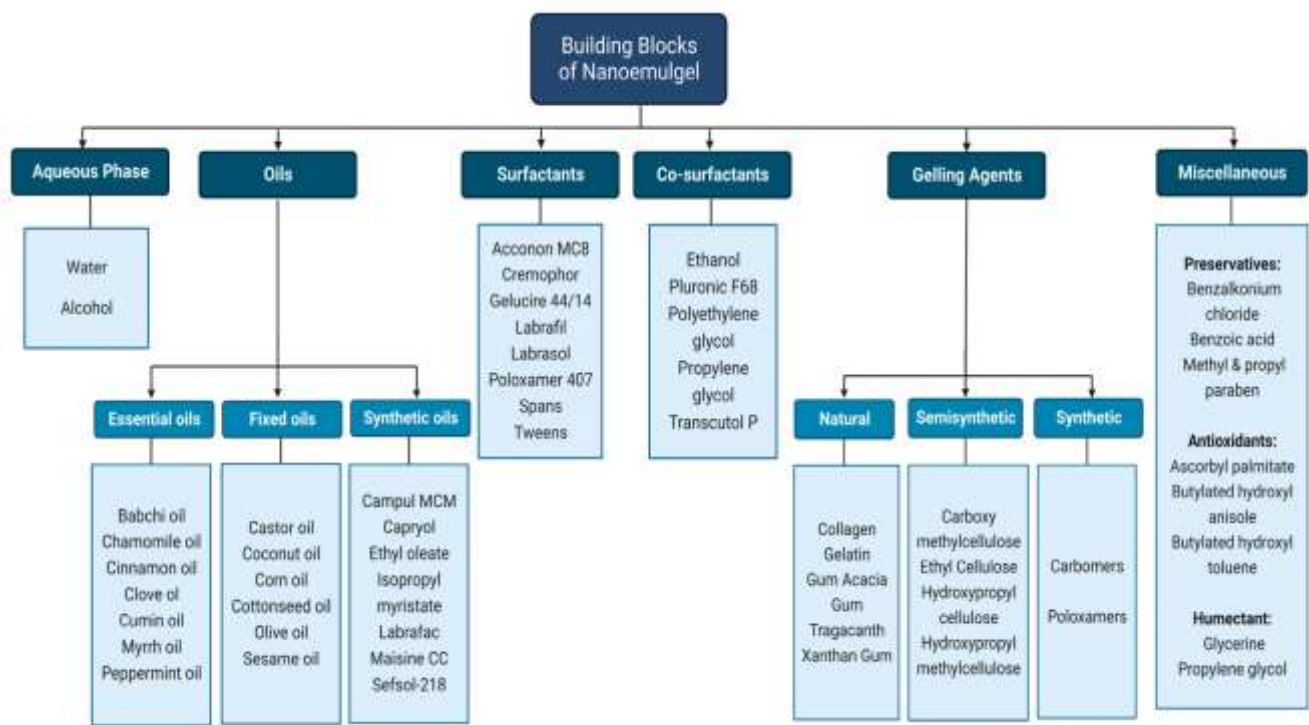 Building Blocks
of Nanoemulgel
Aqueous Phase
Water
Alcohol
Oils
Essential oils
Babchi oil
Chamomile oil
Cinnamon oil
Clove ol
Cumin oil
Myrrh oil
Peppermint oil
Fixed oils
Castor oil
Coconut oil
Corn oil
Cottonseed oil
Olive oil
Sesame oil
Synthetic oils
Campul MCM
Capryol
Ethyl oleate
Isopropyl
myristate
Labrafac
Maisine CC
Sefsol-218
Surfactants
Acconon MC8
Cremophor
Gelucire 44/14
Labrafil
Labrasol
Poloxamer 407
Spans
Tweens
Co-surfactants
Ethanol
Pluronic F68
Polyethylene
glycol
Propylene
glycol
Transcutol P
Gelling Agents
Natural
Collagen
Gelatin
Gum Acacia
Gum
Tragacanth
Xanthan Gum
Semisynthetic
Carboxy
methylcellulose
Ethyl Cellulose
Hydroxypropyl
cellulose
Hydroxypropyl
methylcellulose
Synthetic
Carbomers
Poloxamers
Miscellaneous
Preservatives:
Benzalkonium
chloride
Benzoic acid
Methyl & propyl
paraben
Antioxidants:
Ascorbyl palmitate
Butylated hydroxyl
anisole
Butylated hydroxyl
toluene
Humectant:
Glycerine
Propylene glycol